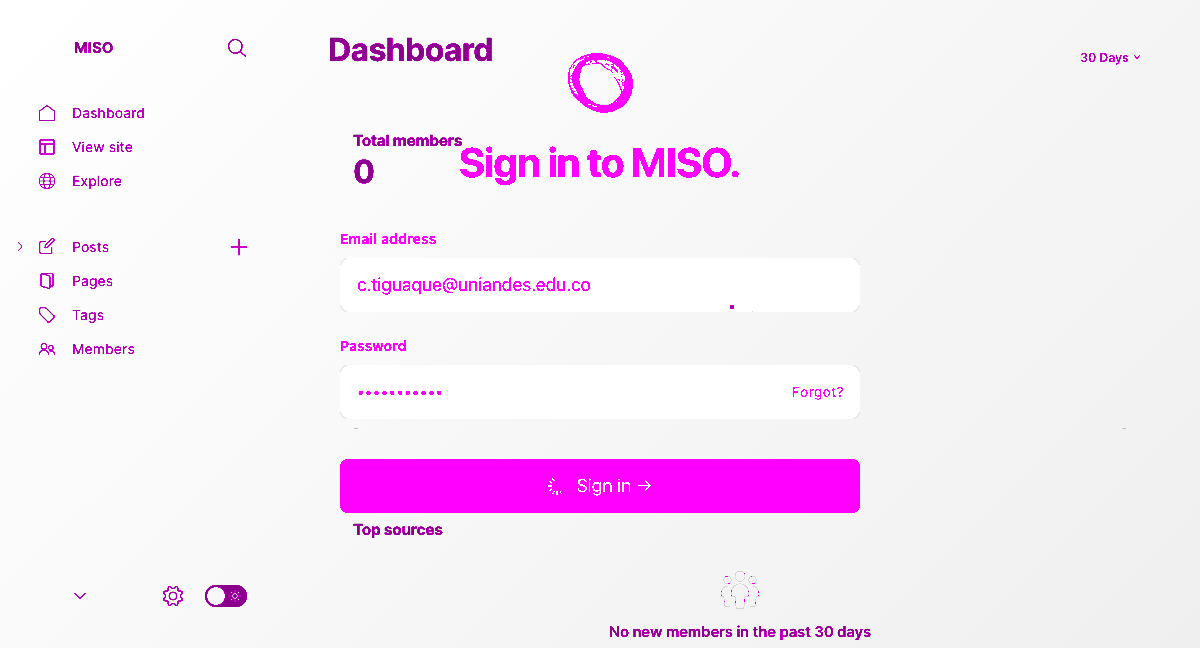 MISO
Dashboard
30 Days
Dashboard
View site
Explore
Total members
0
Sign in to MISO.
Posts
Pages
Tags
Members
Email address
c.tiguaque@uniandes.edu.co
Password
•••••••••••
Forgot?
Sign in →
Top sources
No new members in the past 30 days